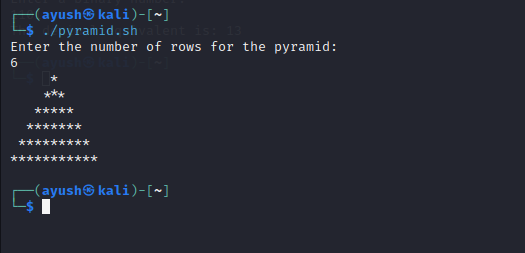 ┌──(ayush㉿kali)-[~]
└─$ ./pyramid.sh
Enter the number of rows for the pyramid:
6
     *
    ***
   *****
  *******
 *********
***********
┌──(ayush㉿kali)-[~]
└─$